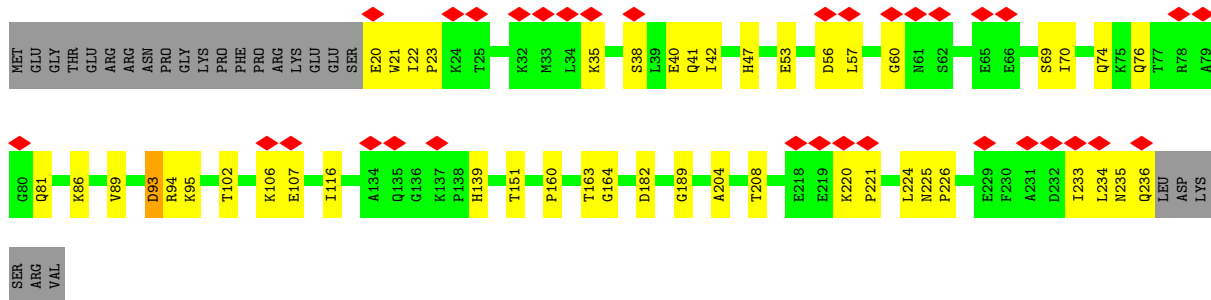 MET GLU GLY THR GLU ARG ARG ASN PRO GLY LYS PRO PRO PHE PRO ARG LYS GLU GLU SER E20 W21 I22 P23 K24 T25 K32 M33 L34 K35 S38 L39 E40 Q41 I42 H47 E53 D56 L57 G60 N61 S62 E65 E66 S69 I70 Q74 K75 Q76 T77 R78 A79
G80 Q81 K86 V89 D93 R94 K95 T102 K106 E107 I116 A134 Q135 G136 K137 P138 H139 T151 P160 T163 G164 D182 G189 A204 T208 E218 E219 K220 P221 L224 N225 P226 E229 F230 A231 D232 I233 L234 N235 Q236 LEU ASP LYS
SER ARG VAL